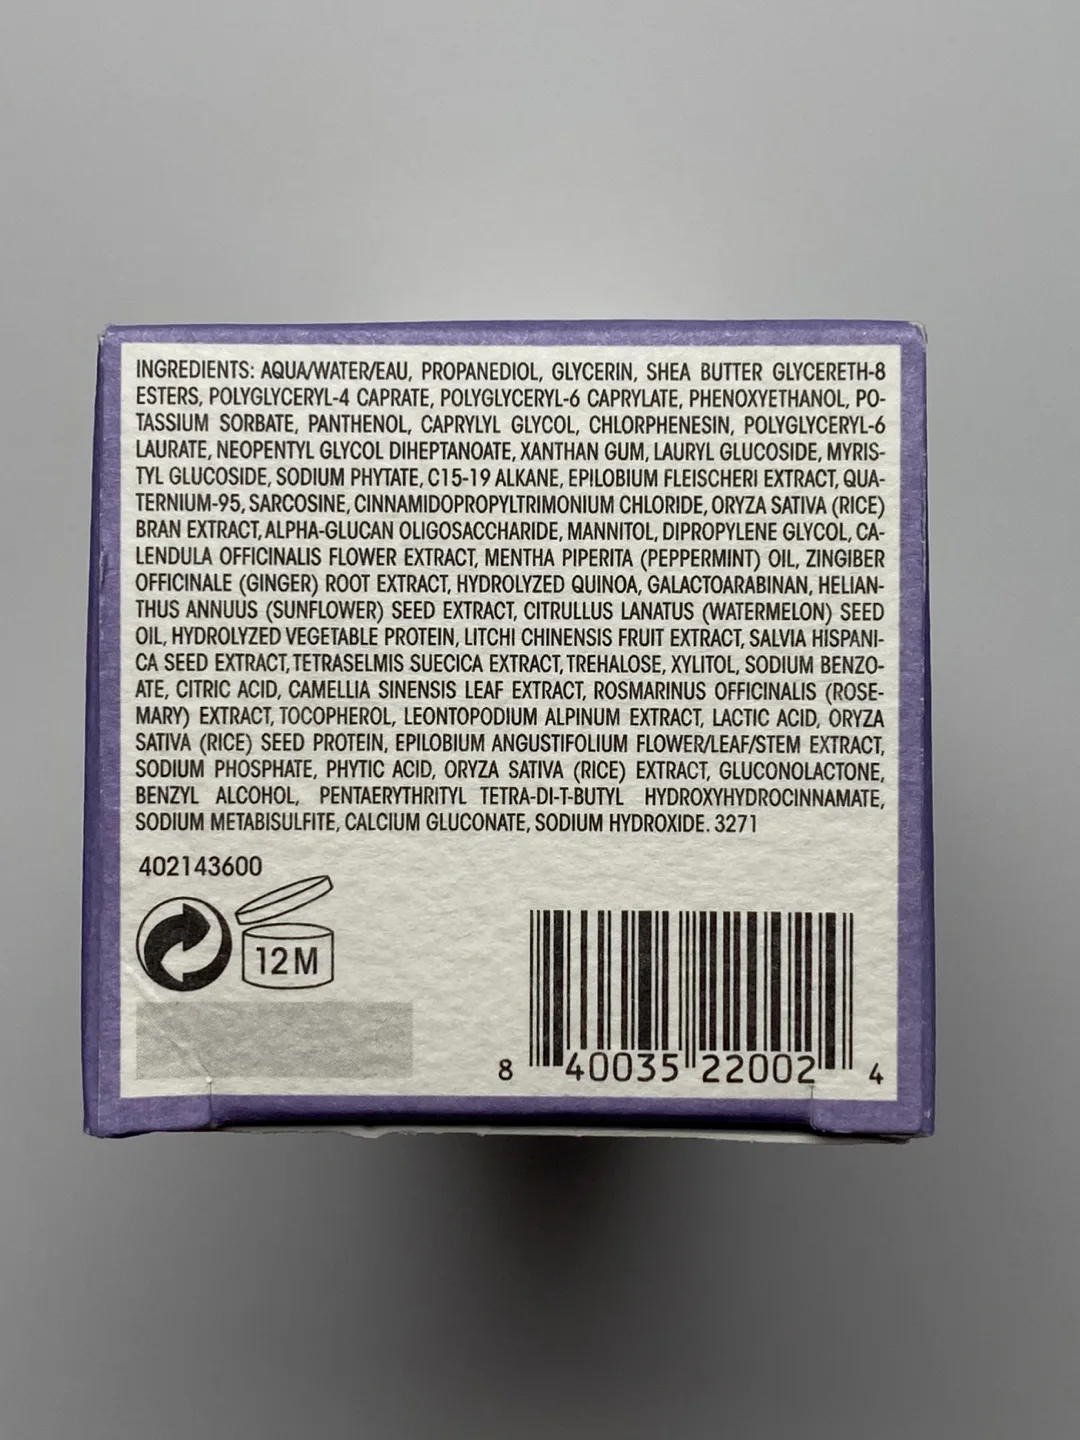 INGREDIENTS: AQUA/WATER/EAU, PROPANEDIOL, GLYCERIN, SHEA BUTTER GLYCERETH-8
ESTERS, POLYGLYCERYL-4 CAPRATE, POLYGLYCERYL-6 CAPRYLATE, PHENOXYETHANOL, PO-
TASSIUM SORBATE, PANTHENOL, CAPRYLYL GLYCOL, CHLORPHENESIN, POLYGLYCERYL-6
LAURATE, NEOPENTYL GLYCOL DIHEPTANOATE, XANTHAN GUM, LAURYL GLUCOSIDE, MYRIS-
TYL GLUCOSIDE, SODIUM PHYTATE, C15-19 ALKANE, EPILOBIUM FLEISCHERI EXTRACT, QUA-
TERNIUM-95, SARCOSINE, CINNAMIDOPROPYLTRIMONIUM CHLORIDE, ORYZA SATIVA (RICE)
BRAN EXTRACT, ALPHA-GLUCAN OLIGOSACCHARIDE, MANNITOL, DIPROPYLENE GLYCOL, CA-
LENDULA OFFICINALIS FLOWER EXTRACT, MENTHA PIPERITA (PEPPERMINT) OIL, ZINGIBER
OFFICINALE (GINGER) ROOT EXTRACT, HYDROLYZED QUINOA, GALACTOARABINAN, HELIAN-
THUS ANNUUS (SUNFLOWER) SEED EXTRACT, CITRULLUS LANATUS (WATERMELON) SEED
OIL, HYDROLYZED VEGETABLE PROTEIN, LITCHI CHINENSIS FRUIT EXTRACT, SALVIA HISPANI-
CA SEED EXTRACT, TETRASELMIS SUECICA EXTRACT, TREHALOSE, XYLITOL, SODIUM BENZO-
ATE, CITRIC ACID, CAMELLIA SINENSIS LEAF EXTRACT, ROSMARINUS OFFICINALIS (ROSE-
MARY) EXTRACT, TOCOPHEROL, LEONTOPODIUM ALPINUM EXTRACT, LACTIC ACID, ORYZA
SATIVA (RICE) SEED PROTEIN, EPILOBIUM ANGUSTIFOLIUM FLOWER/LEAF/STEM EXTRACT,
SODIUM PHOSPHATE, PHYTIC ACID, ORYZA SATIVA (RICE) EXTRACT, GLUCONOLACTONE,
BENZYL ALCOHOL, PENTAERYTHRITYL TETRA-DI-T-BUTYL HYDROXYHYDROCINNAMATE,
SODIUM METABISULFITE, CALCIUM GLUCONATE, SODIUM HYDROXIDE. 3271
402143600
12M
8 40035 22002 4